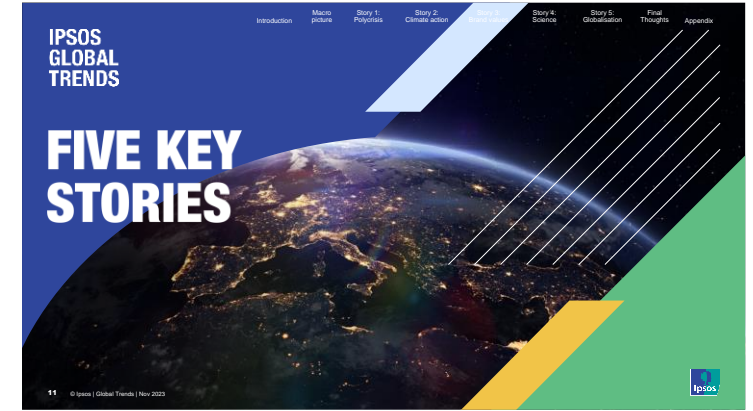 Introduction
Macro
picture
Story 1:
Polycrisis
Story 2:
Climate action
Story 4:
Science
Story 5:
Globalisation
Final
Thoughts
Appendix
IPSOS
GLOBAL
TRENDS
FIVE KEY
STORIES
11 © Ipsos | Global Trends | Nov 2023
Ipsos